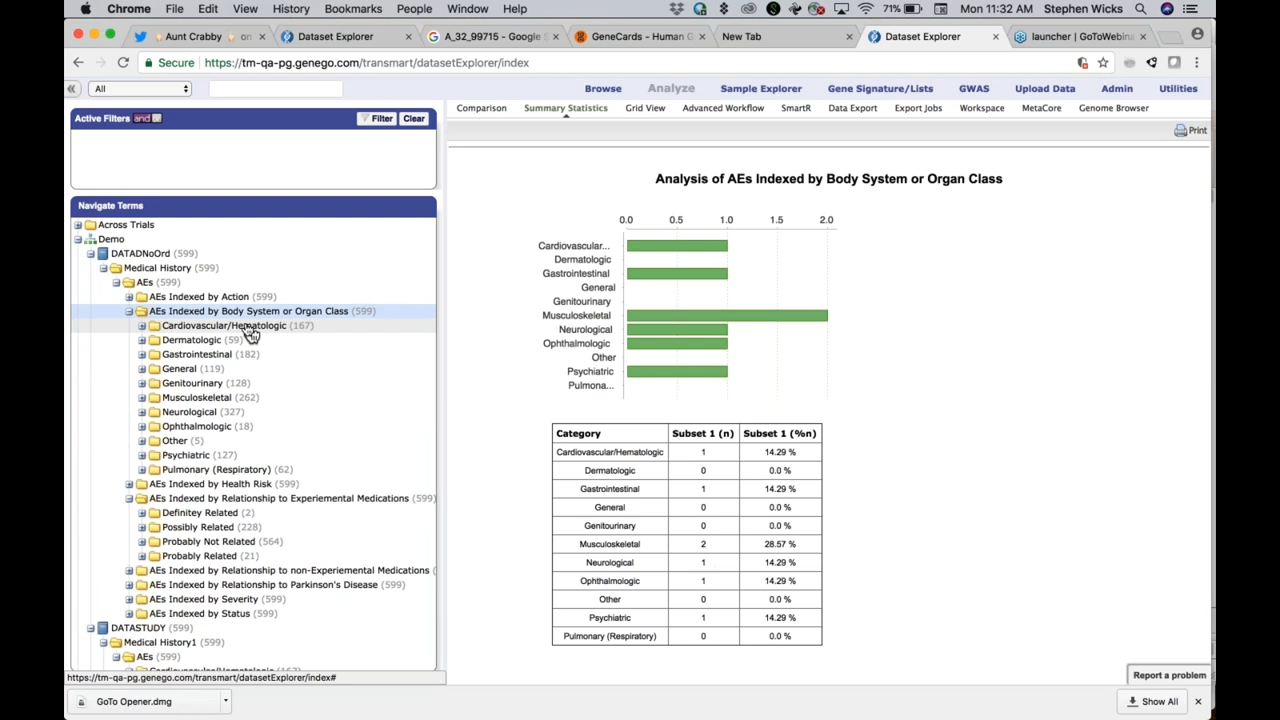 Chrome File Edit View History Bookmarks People Window Help 71% Mon 11:32 AM Stephen Wicks
Aunt Crabby on × Dataset Explorer × A_32_99715 - Google S × GeneCards - Human G × New Tab × Dataset Explorer × launcher | GoToWebina ×
Secure https://tm-qa-pg.genego.com/transmart/datasetExplorer/index
All Browse Analyze Sample Explorer Gene Signature/Lists GWAS Upload Data Admin Utilities
Comparison Summary Statistics Grid View Advanced Workflow SmartR Data Export Export Jobs Workspace MetaCore Genome Browser
Active Filters and Filter Clear
Print
Navigate Terms
Across Trials
Demo
DATADNoOrd (599)
Medical History (599)
AEs (599)
AEs Indexed by Action (599)
AEs Indexed by Body System or Organ Class (599)
Cardiovascular/Hematologic (167)
Dermatologic (59)
Gastrointestinal (182)
General (119)
Genitourinary (128)
Musculoskeletal (262)
Neurological (327)
Ophthalmologic (18)
Other (5)
Psychiatric (127)
Pulmonary (Respiratory) (62)
AEs Indexed by Health Risk (599)
AEs Indexed by Relationship to Experiemental Medications (599)
Definitey Related (2)
Possibly Related (228)
Probably Not Related (564)
Probably Related (21)
AEs Indexed by Relationship to non-Experiemental Medications (
AEs Indexed by Relationship to Parkinson's Disease (599)
AEs Indexed by Severity (599)
AEs Indexed by Status (599)
DATASTUDY (599)
Medical History1 (599)
AEs (599)
Cardiovascular/Hematologic (167)
Analysis of AEs Indexed by Body System or Organ Class
0.0 0.5 1.0 1.5 2.0
Cardiovascular...
Dermatologic
Gastrointestinal
General
Genitourinary
Musculoskeletal
Neurological
Ophthalmologic
Other
Psychiatric
Pulmona...
Category Subset 1 (n) Subset 1 (%n)
Cardiovascular/Hematologic 1 14.29 %
Dermatologic 0 0.0 %
Gastrointestinal 1 14.29 %
General 0 0.0 %
Genitourinary 0 0.0 %
Musculoskeletal 2 28.57 %
Neurological 1 14.29 %
Ophthalmologic 1 14.29 %
Other 0 0.0 %
Psychiatric 1 14.29 %
Pulmonary (Respiratory) 0 0.0 %
https://tm-qa-pg.genego.com/transmart/datasetExplorer/index#
Report a problem
GoTo Opener.dmg Show All ×